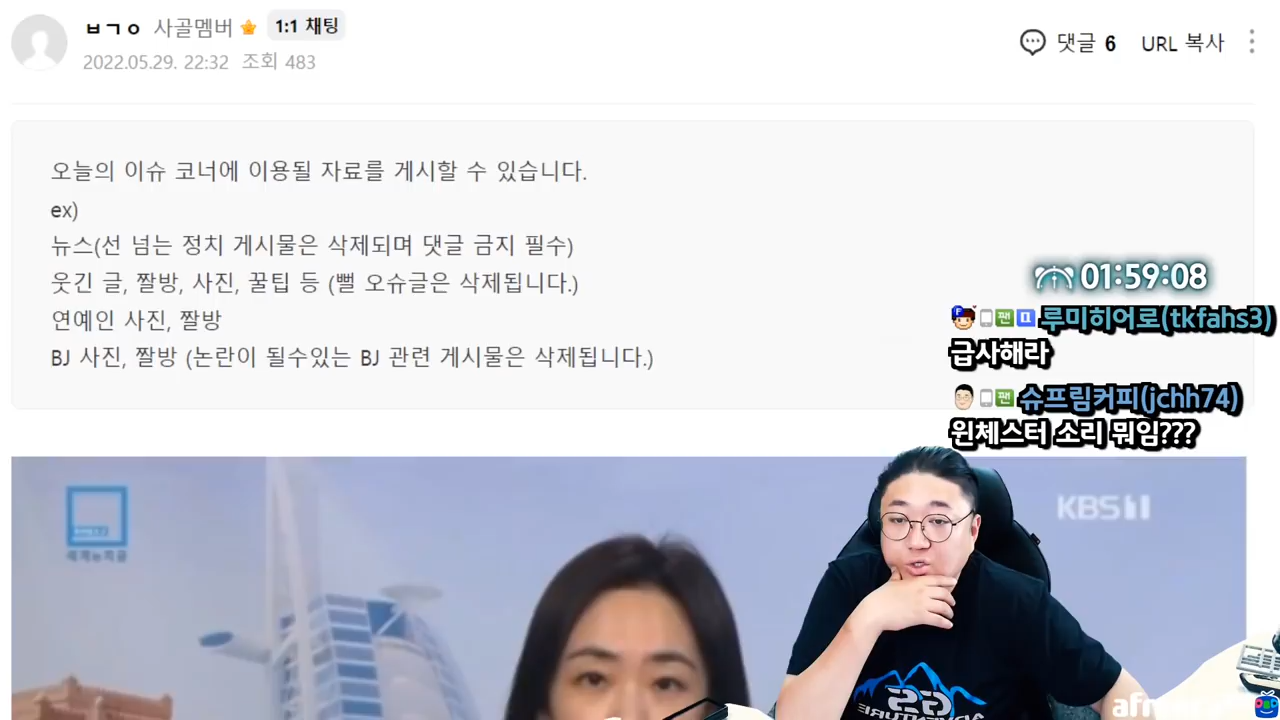 ㅂㄱㅇ 사골멤버 1:1 채팅
2022.05.29. 22:32 조회 483
댓글 6 URL 복사
오늘의 이슈 코너에 이용될 자료를 게시할 수 있습니다.
ex)
뉴스(선 넘는 정치 게시물은 삭제되며 댓글 금지 필수)
웃긴 글, 짤방, 사진, 꿀팁 등 (뻘 오슈글은 삭제됩니다.)
연예인 사진, 짤방
BJ 사진, 짤방 (논란이 될수있는 BJ 관련 게시물은 삭제됩니다.)
01:59:08
루미히어로(tkfahs3)
급사해라
슈프림커피(jchh74)
윈체스터 소리 뭐임???
KBS 1